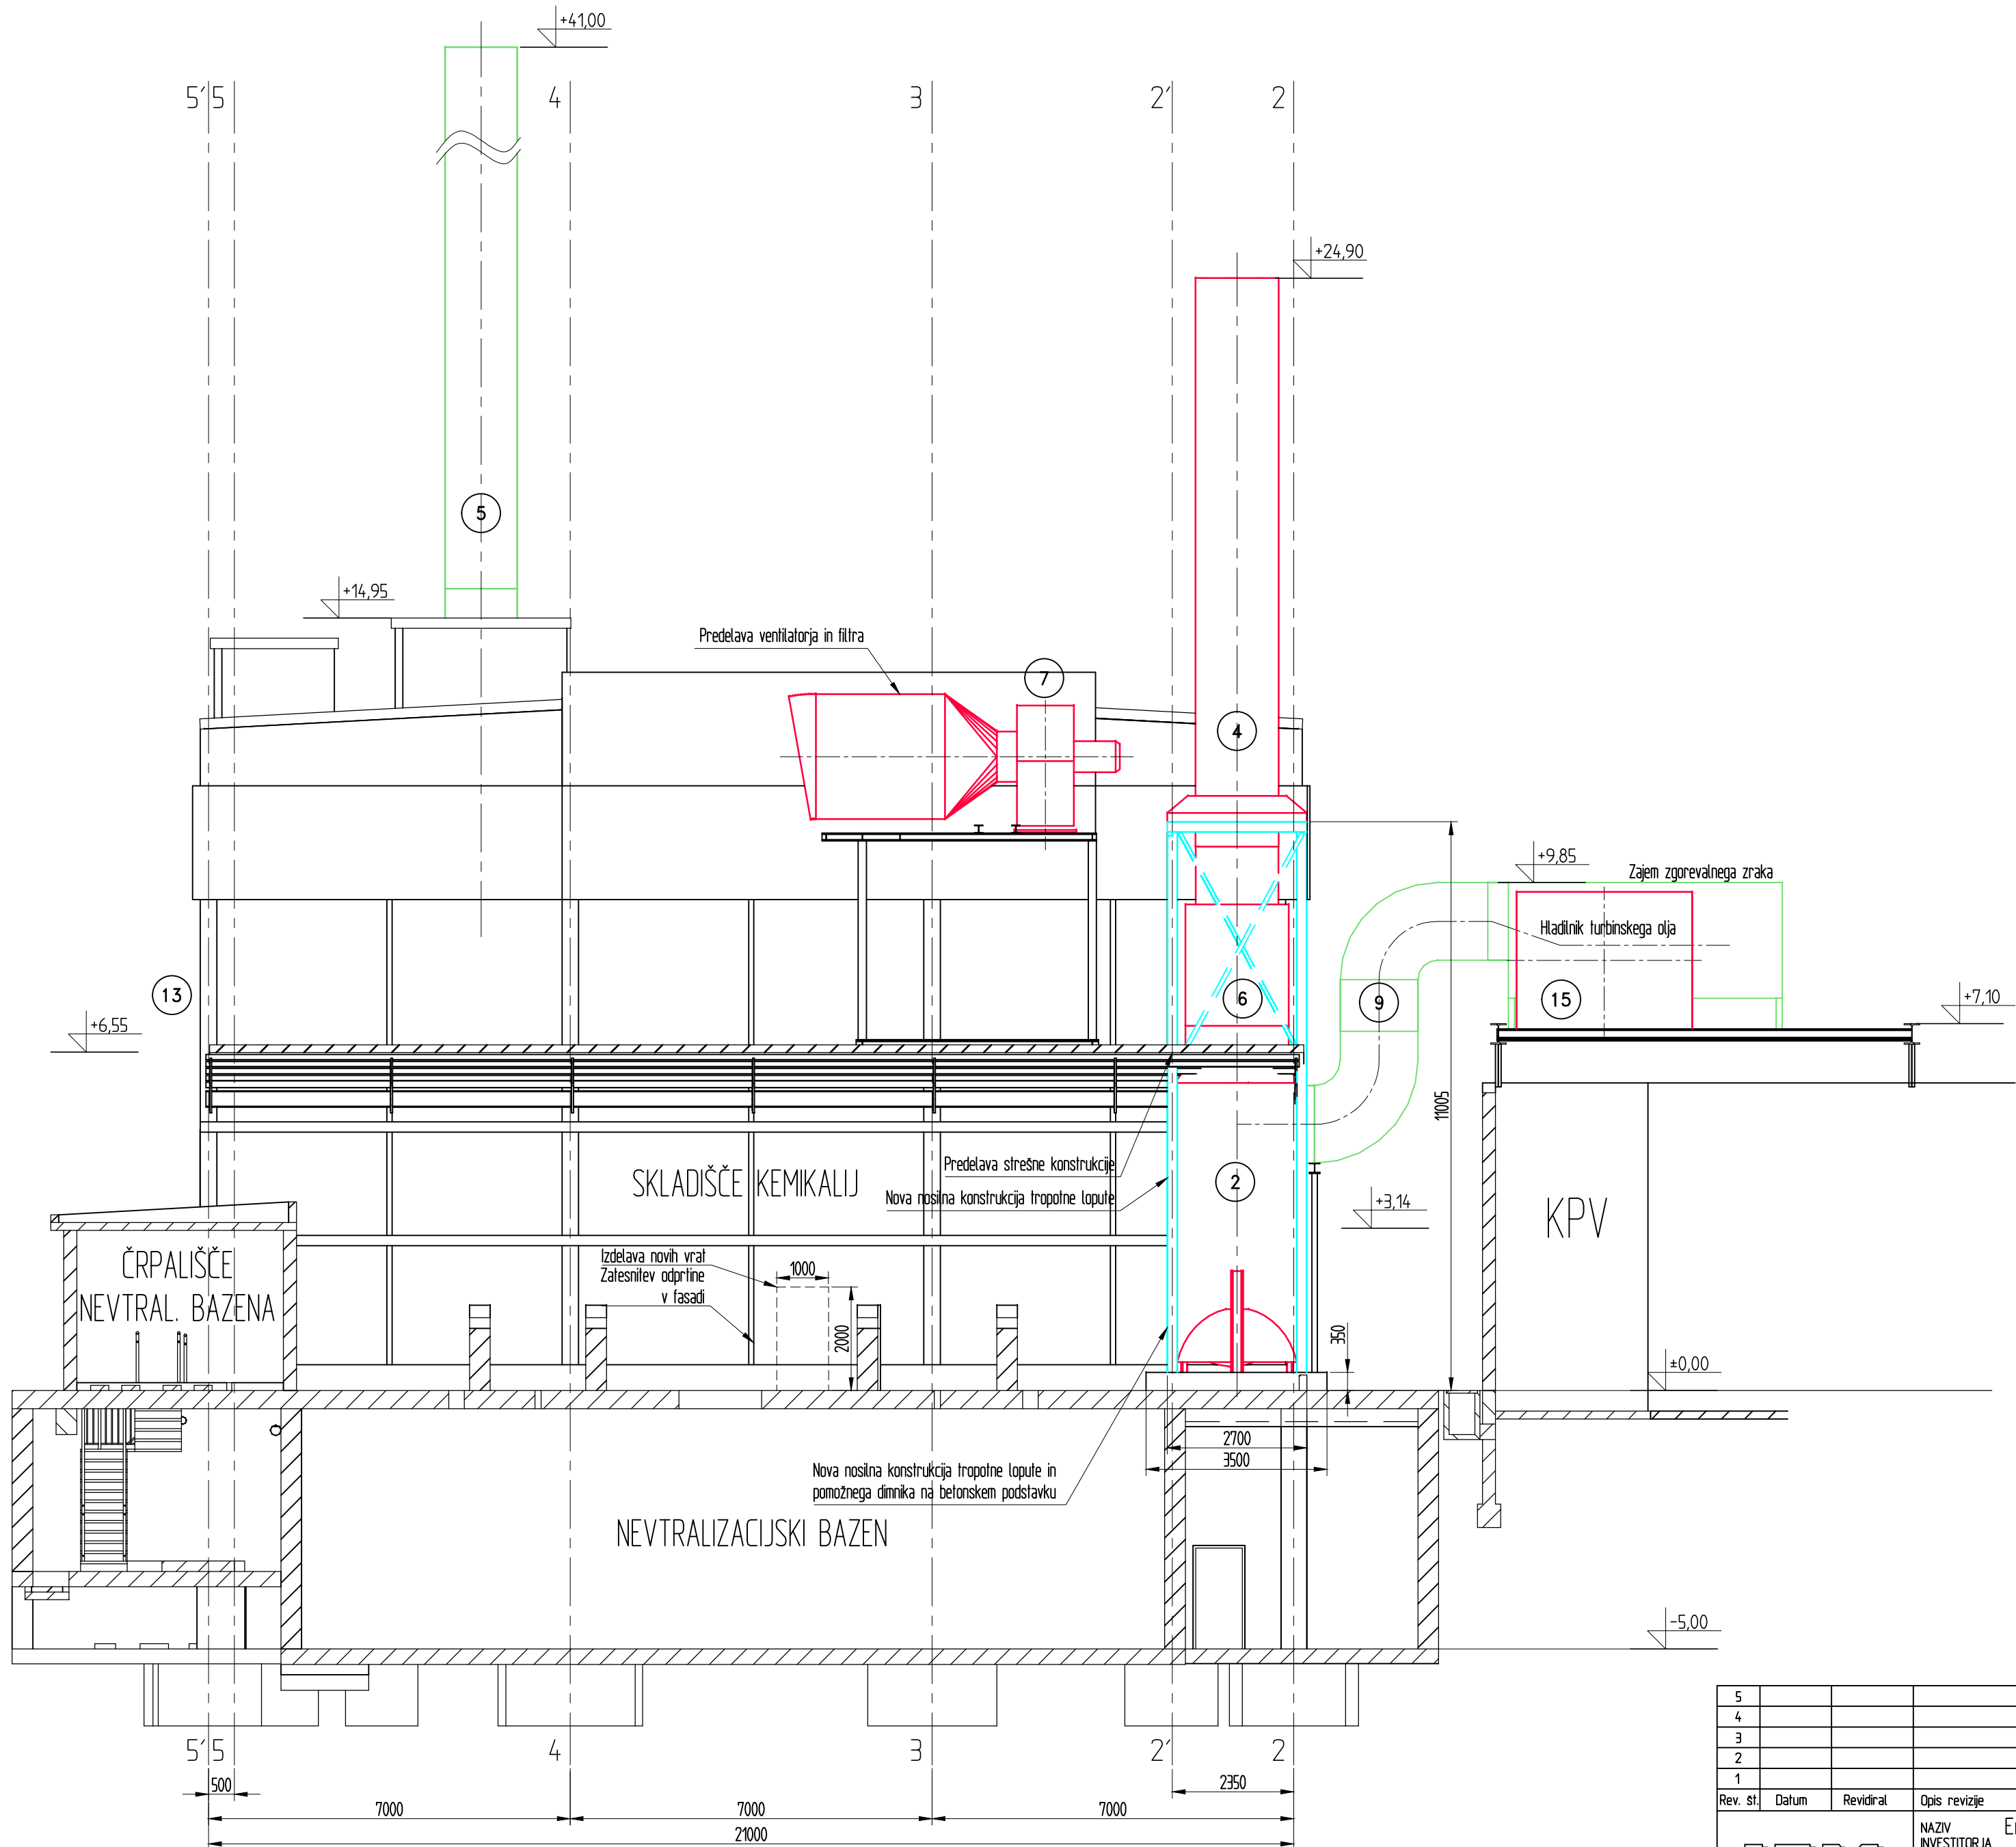 +41,00
5' 5
4
3
2'
2
+24,90
5
+14,95
Predelava ventilatorja in filtra
7
4
+9,85
Zajem zgorevalnega zraka
Hladilnik turbinskega olja
13
6
9
15
+7,10
+6,55
11005
Predelava strešne konstrukcije
SKLADIŠČE KEMIKALIJ
2
Nova nosilna konstrukcija tropotne lopute
+3,14
KPV
ČRPALIŠČE
NEVTRAL. BAZENA
Izdelava novih vrat
Zatesnitev odprtine
v fasadi
1000
2000
350
±0,00
2700
3500
Nova nosilna konstrukcija tropotne lopute in
pomožnega dimnika na betonskem podstavku
NEVTRALIZACIJSKI BAZEN
-5,00
5' 5
4
3
2'
2
500
2350
7000
7000
7000
21000
5
4
3
2
1
Rev. št. Datum Revidiral Opis revizije
NAZIV
INVESTITORJA